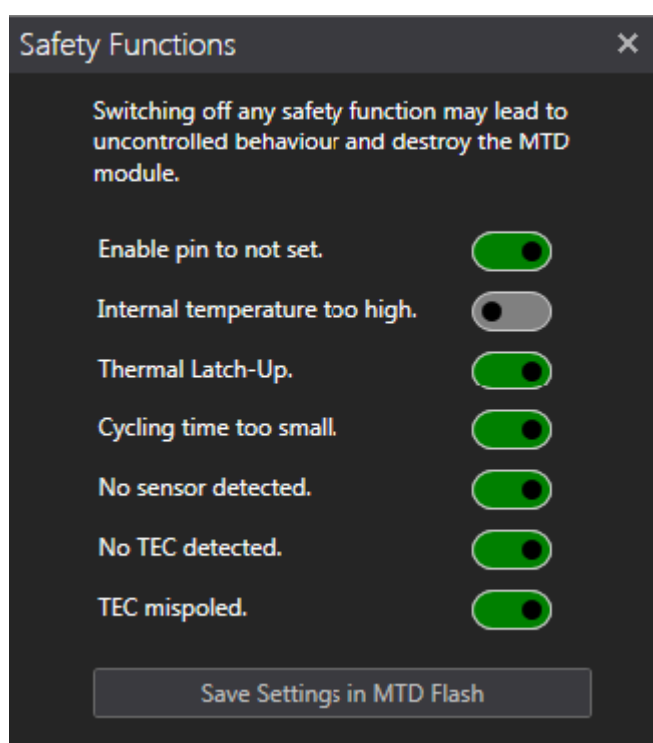 Safety Functions
Switching off any safety function may lead to
uncontrolled behaviour and destroy the MTD
module.
Enable pin to not set.
Internal temperature too high.
Thermal Latch-Up.
Cycling time too small.
No sensor detected.
No TEC detected.
TEC mispoled.
Save Settings in MTD Flash